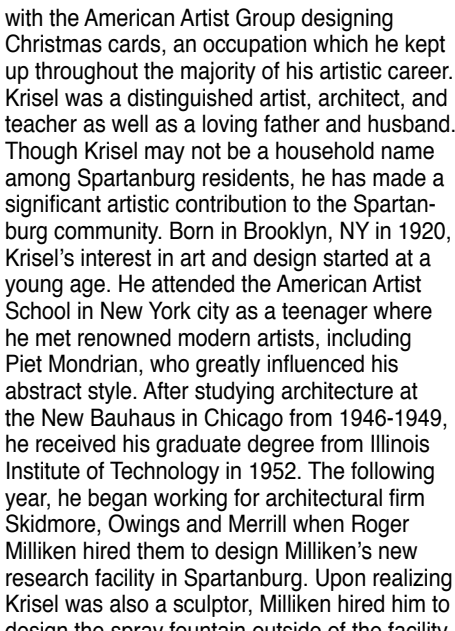 with the American Artist Group designing
Christmas cards, an occupation which he kept
up throughout the majority of his artistic career.
Krisel was a distinguished artist, architect, and
teacher as well as a loving father and husband.
Though Krisel may not be a household name
among Spartanburg residents, he has made a
significant artistic contribution to the Spartan-
burg community. Born in Brooklyn, NY in 1920,
Krisel’s interest in art and design started at a
young age. He attended the American Artist
School in New York city as a teenager where
he met renowned modern artists, including
Piet Mondrian, who greatly influenced his
abstract style. After studying architecture at
the New Bauhaus in Chicago from 1946-1949,
he received his graduate degree from Illinois
Institute of Technology in 1952. The following
year, he began working for architectural firm
Skidmore, Owings and Merrill when Roger
Milliken hired them to design Milliken’s new
research facility in Spartanburg. Upon realizing
Krisel was also a sculptor, Milliken hired him to
design the spray fountain outside of the facility